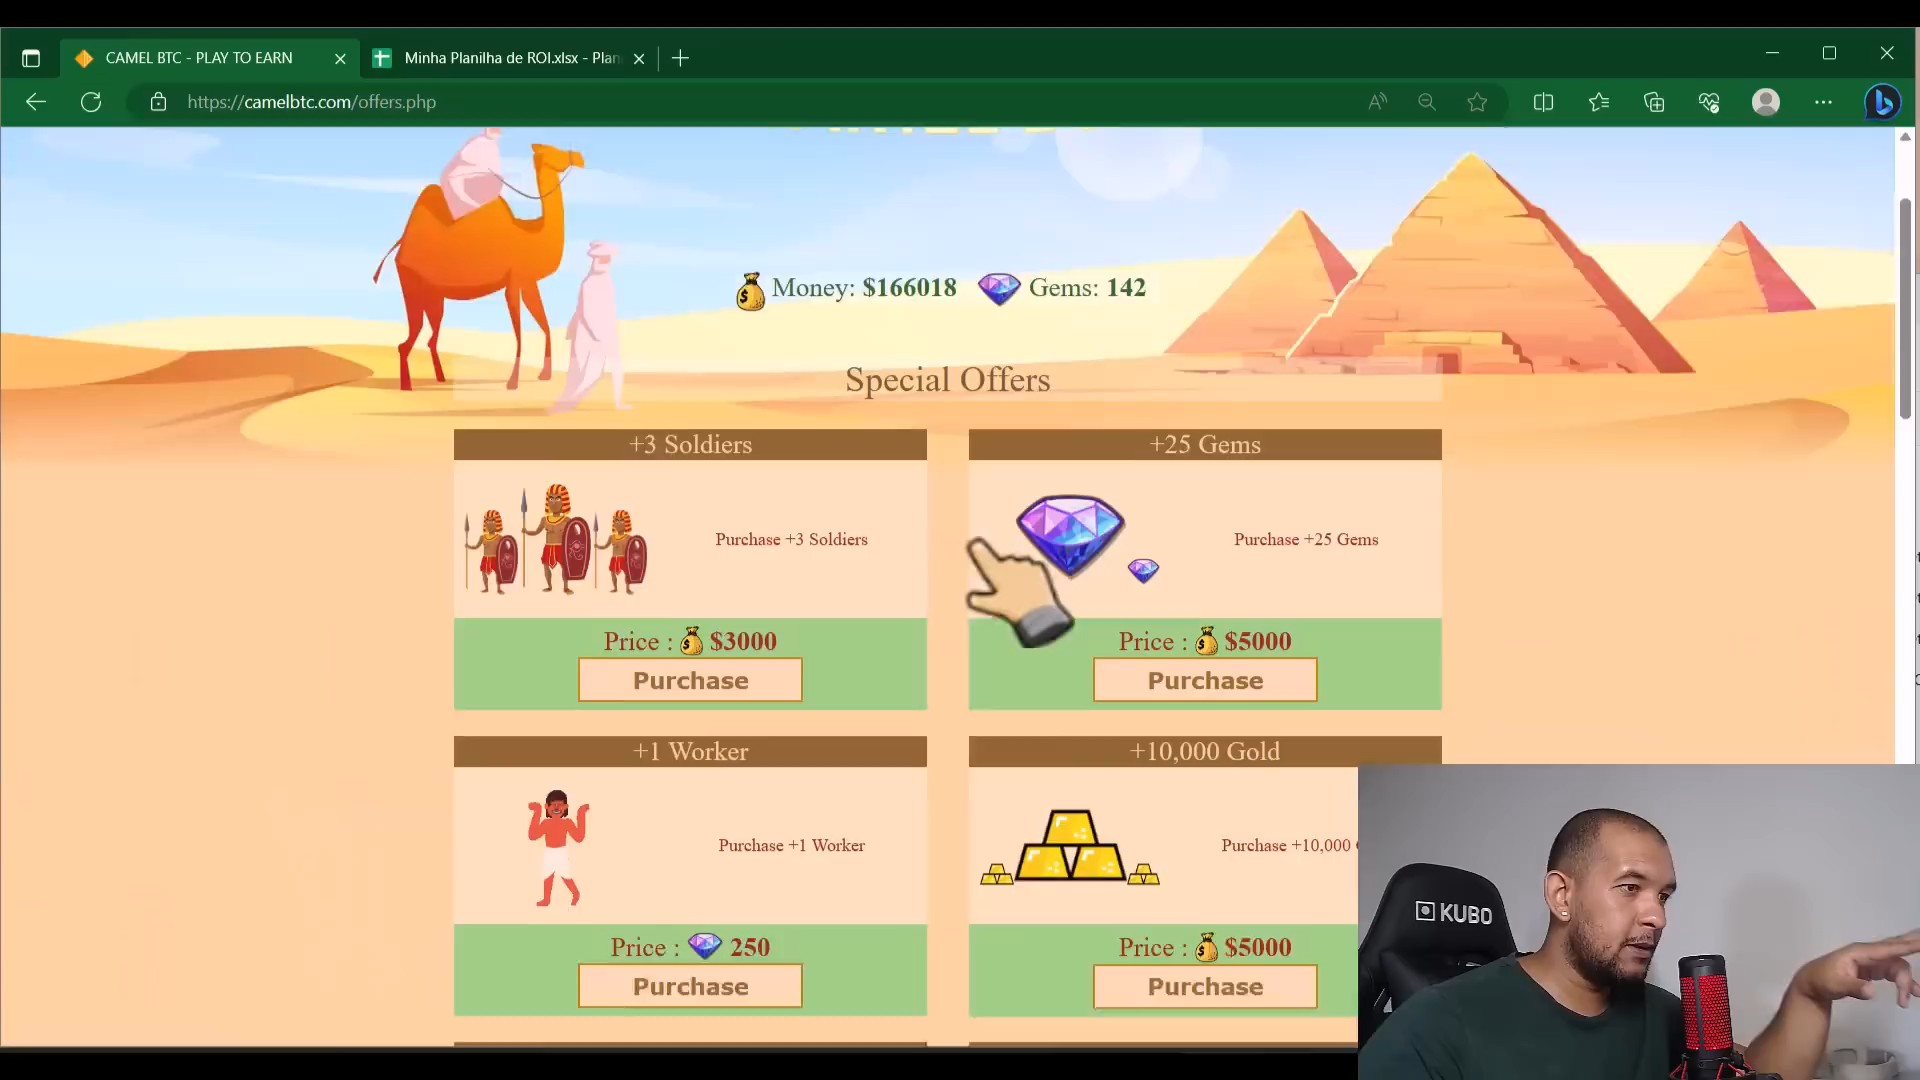 CAMEL BTC - PLAY TO EARN
Minha Planilha de ROI.xlsx - Plan
https://camelbtc.com/offers.php
Money: $166018 Gems: 142
Special Offers
+3 Soldiers
Purchase +3 Soldiers
Price : $3000
Purchase
+25 Gems
Purchase +25 Gems
Price : $5000
Purchase
+1 Worker
Purchase +1 Worker
Price : 250
Purchase
+10,000 Gold
Purchase +10,000
Price : $5000
Purchase
KUBO